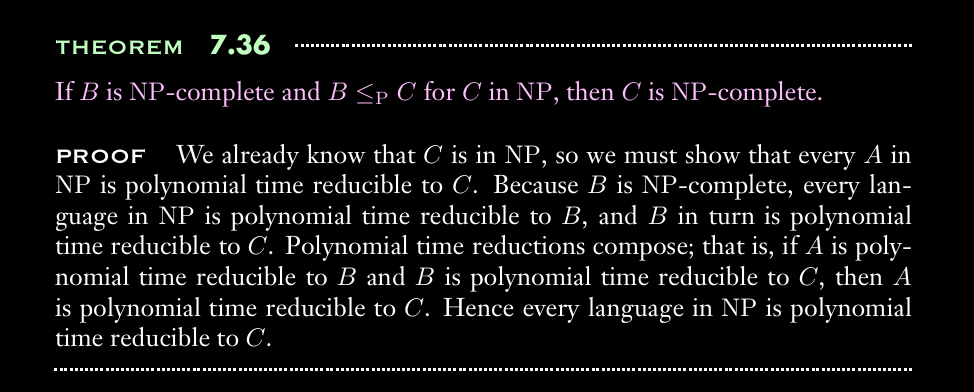 THEOREM 7.36
If B is NP-complete and B ≤P C for C in NP, then C is NP-complete.
PROOF We already know that C is in NP, so we must show that every A in
NP is polynomial time reducible to C. Because B is NP-complete, every lan-
guage in NP is polynomial time reducible to B, and B in turn is polynomial
time reducible to C. Polynomial time reductions compose; that is, if A is poly-
nomial time reducible to B and B is polynomial time reducible to C, then A
is polynomial time reducible to C. Hence every language in NP is polynomial
time reducible to C.